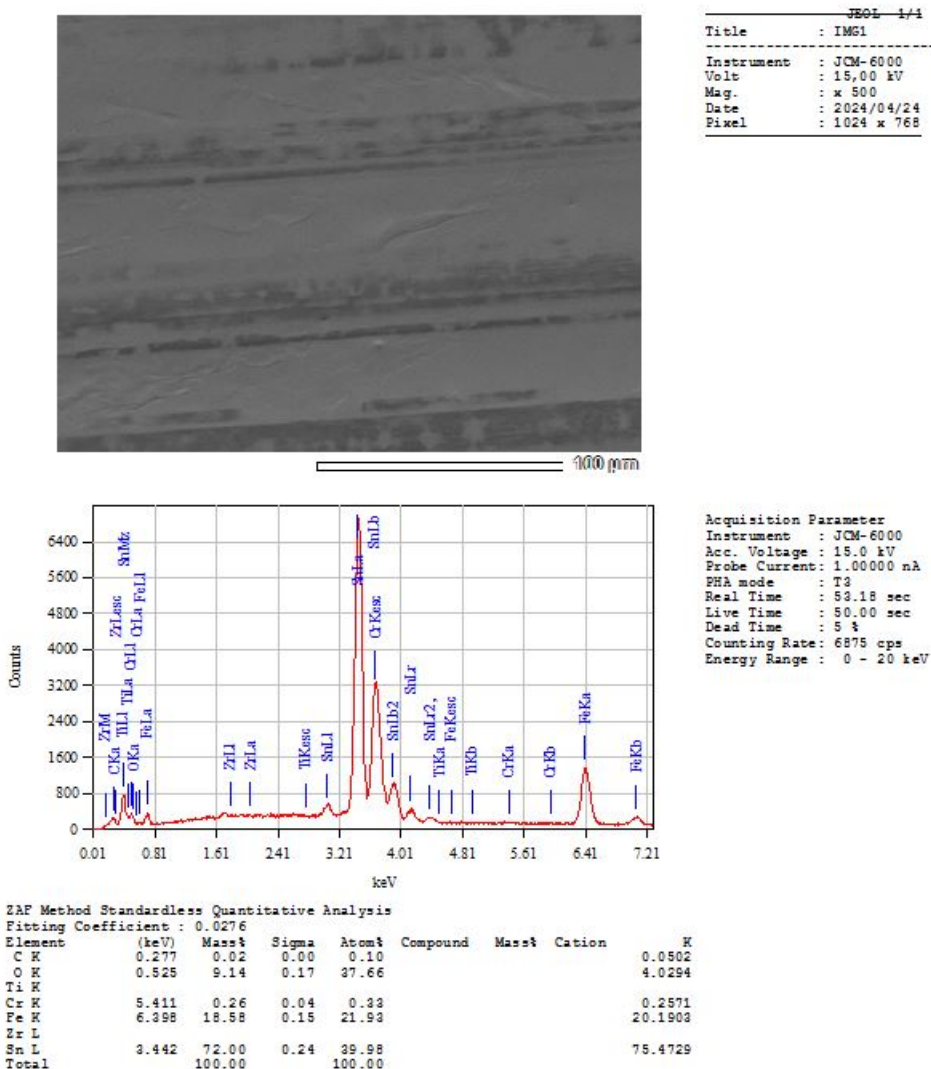 JEOL 1/1
Title : IMG1
Instrument : JCM-6000
Volt : 15,00 kV
Mag. : x 500
Date : 2024/04/24
Pixel : 1024 x 768
100 µm
Acquisition Parameter
Instrument : JCM-6000
Acc. Voltage : 15.0 kV
Probe Current: 1.00000 nA
PHA mode : T3
Real Time : 53.18 sec
Live Time : 50.00 sec
Dead Time : 5 %
Counting Rate: 6875 cps
Energy Range : 0 - 20 keV
Counts
6400
5600
4800
4000
3200
2400
1600
800
0
ZrM
CKa
ZrLesc
TiLl
SnMz
TiLa
OKa
CrLl
CrLa
FeLl
FeLa
ZrLl
ZrLa
TiKesc
SnLl
SnLa
SnLb
CrKesc
SnLb2
SnLr
SnLr2,
TiKa
FeKesc
TiKb
CrKa
CrKb
FeKa
FeKb
0.01 0.81 1.61 2.41 3.21 4.01 4.81 5.61 6.41 7.21
keV
ZAF Method Standardless Quantitative Analysis
Fitting Coefficient : 0.0276
Element (keV) Mass% Sigma Atom% Compound Mass% Cation K
C K 0.277 0.02 0.00 0.10 0.0502
O K 0.525 9.14 0.17 37.66 4.0294
Ti K
Cr K 5.411 0.26 0.04 0.33 0.2571
Fe K 6.398 18.58 0.15 21.93 20.1903
Zr L
Sn L 3.442 72.00 0.24 39.98 75.4729
Total 100.00 100.00